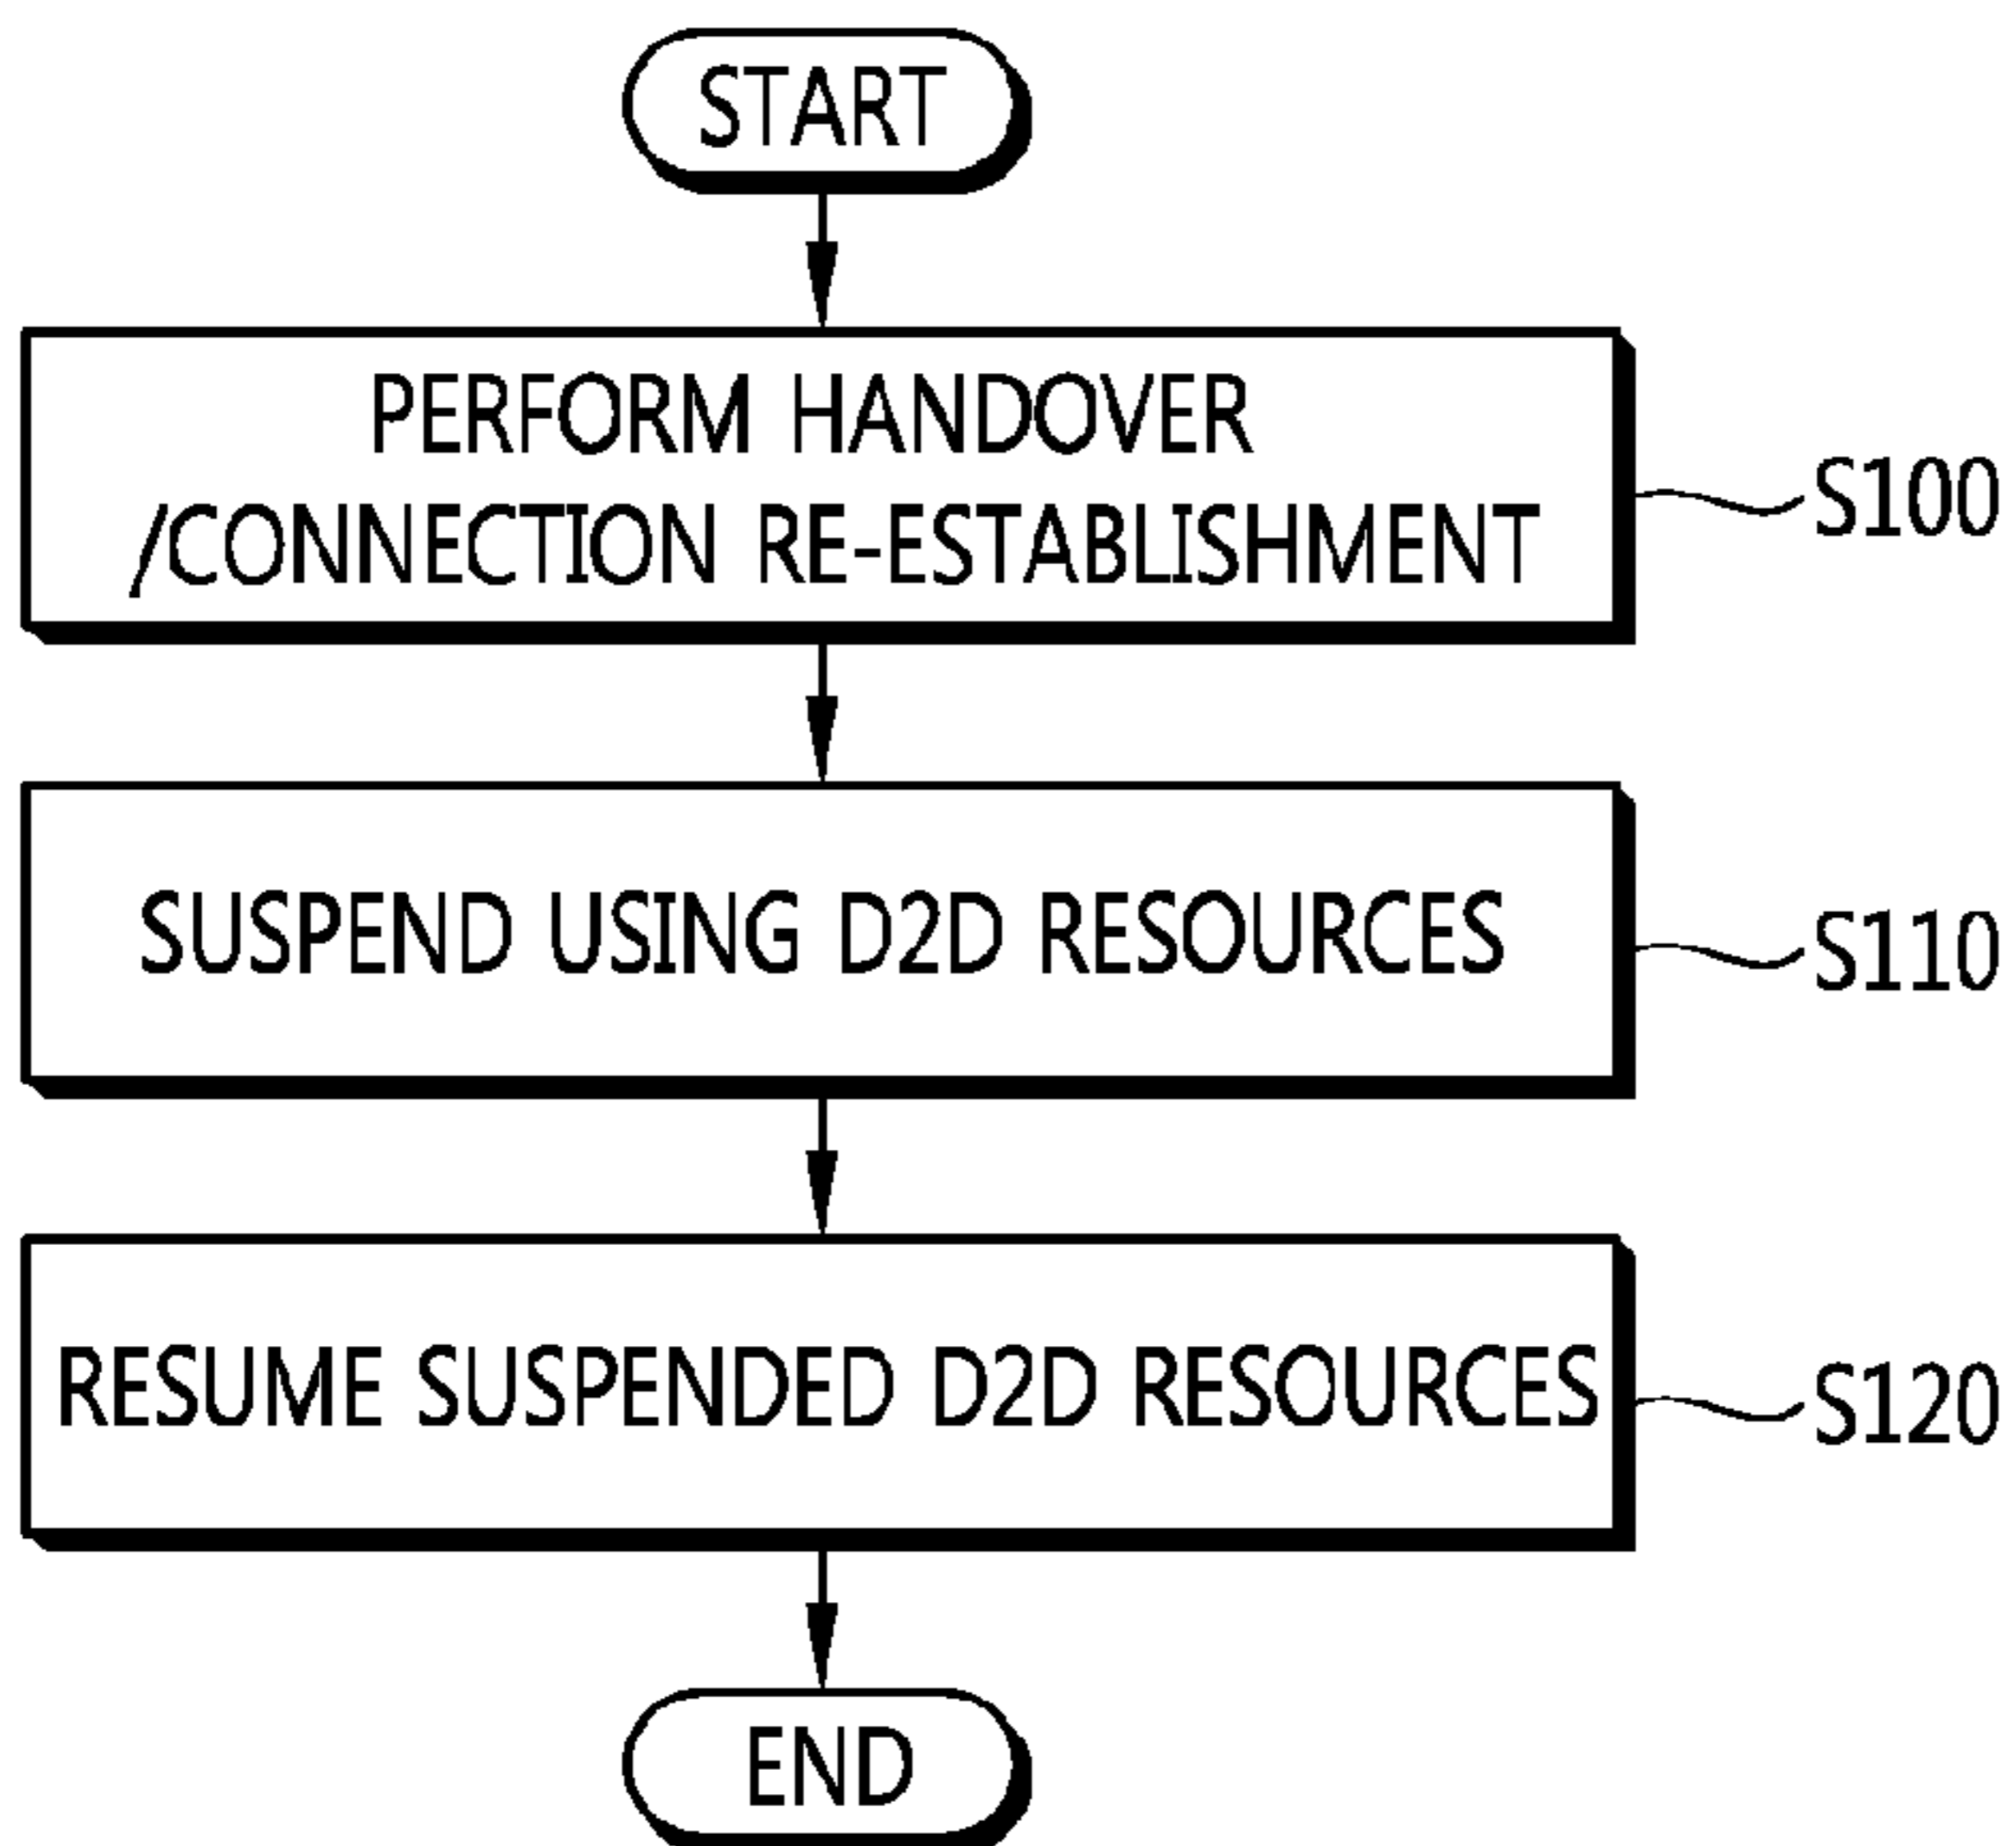 START
PERFORM HANDOVER
/CONNECTION RE-ESTABLISHMENT
S100
SUSPEND USING D2D RESOURCES
S110
RESUME SUSPENDED D2D RESOURCES
S120
END